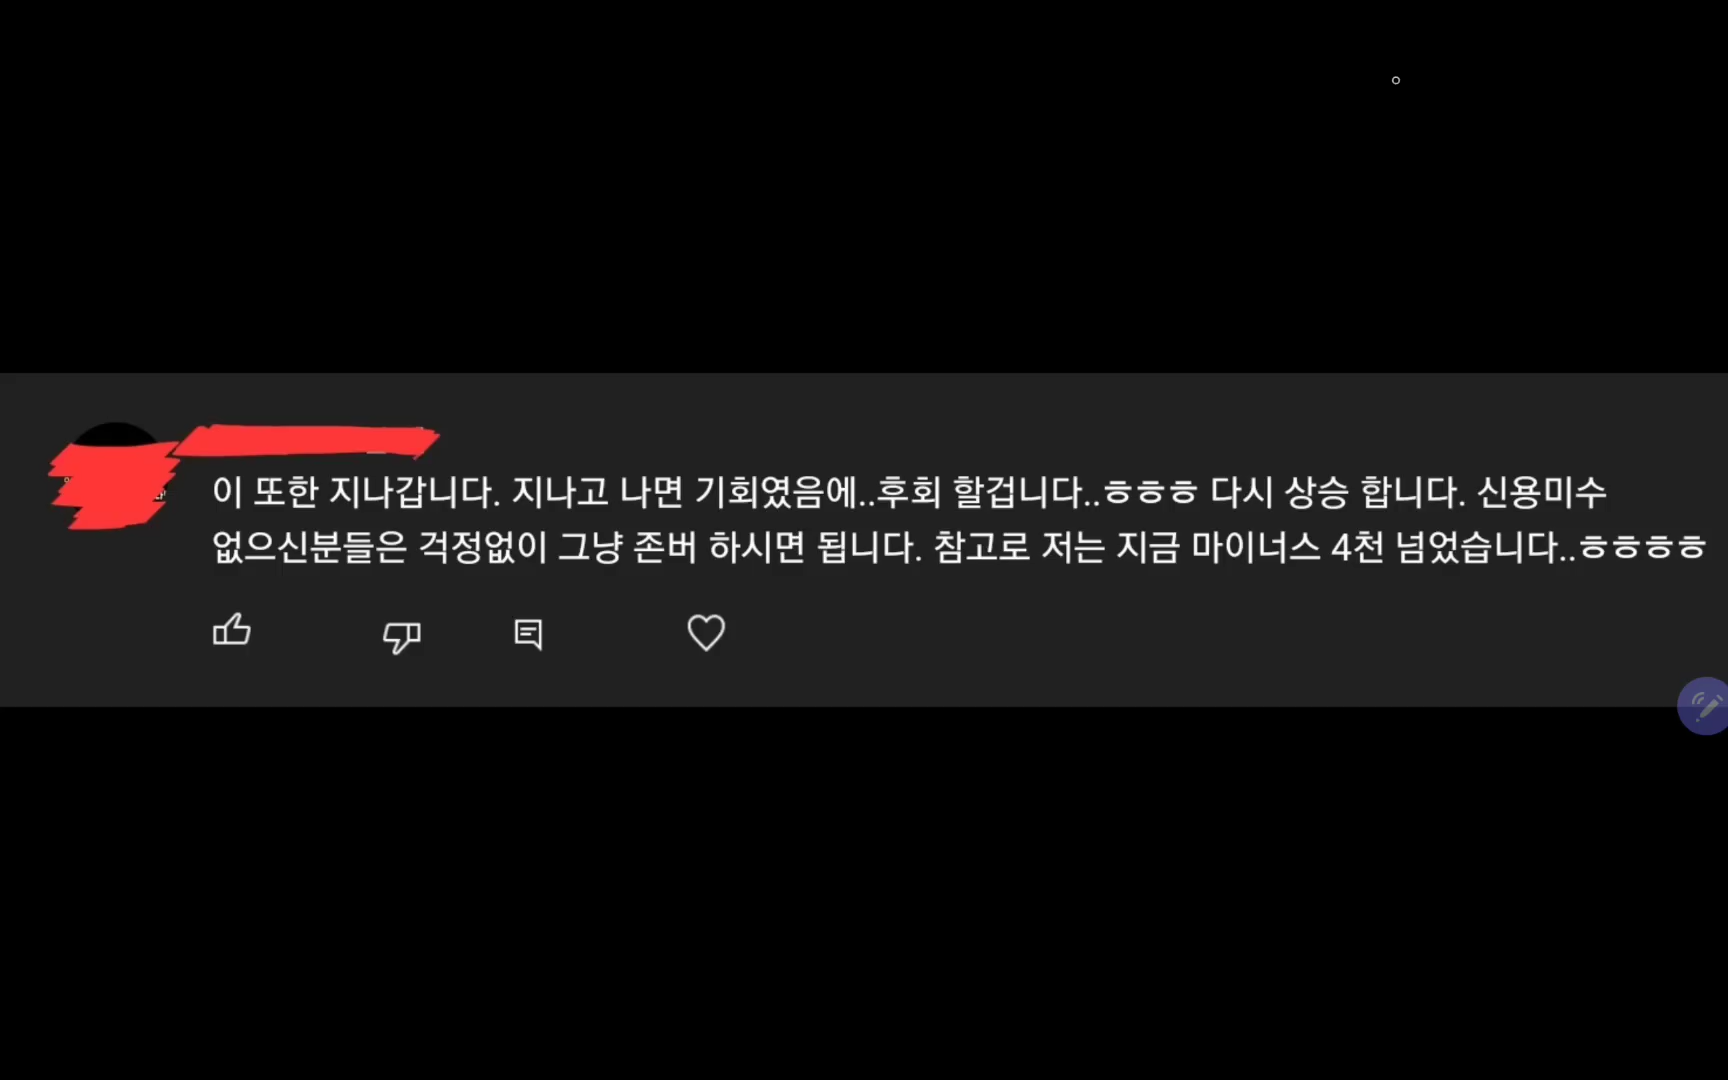 이 또한 지나갑니다. 지나고 나면 기회였음에..후회 할겁니다..ㅎㅎㅎ 다시 상승 합니다. 신용미수
없으신분들은 걱정없이 그냥 존버 하시면 됩니다. 참고로 저는 지금 마이너스 4천 넘었습니다..ㅎㅎㅎㅎ